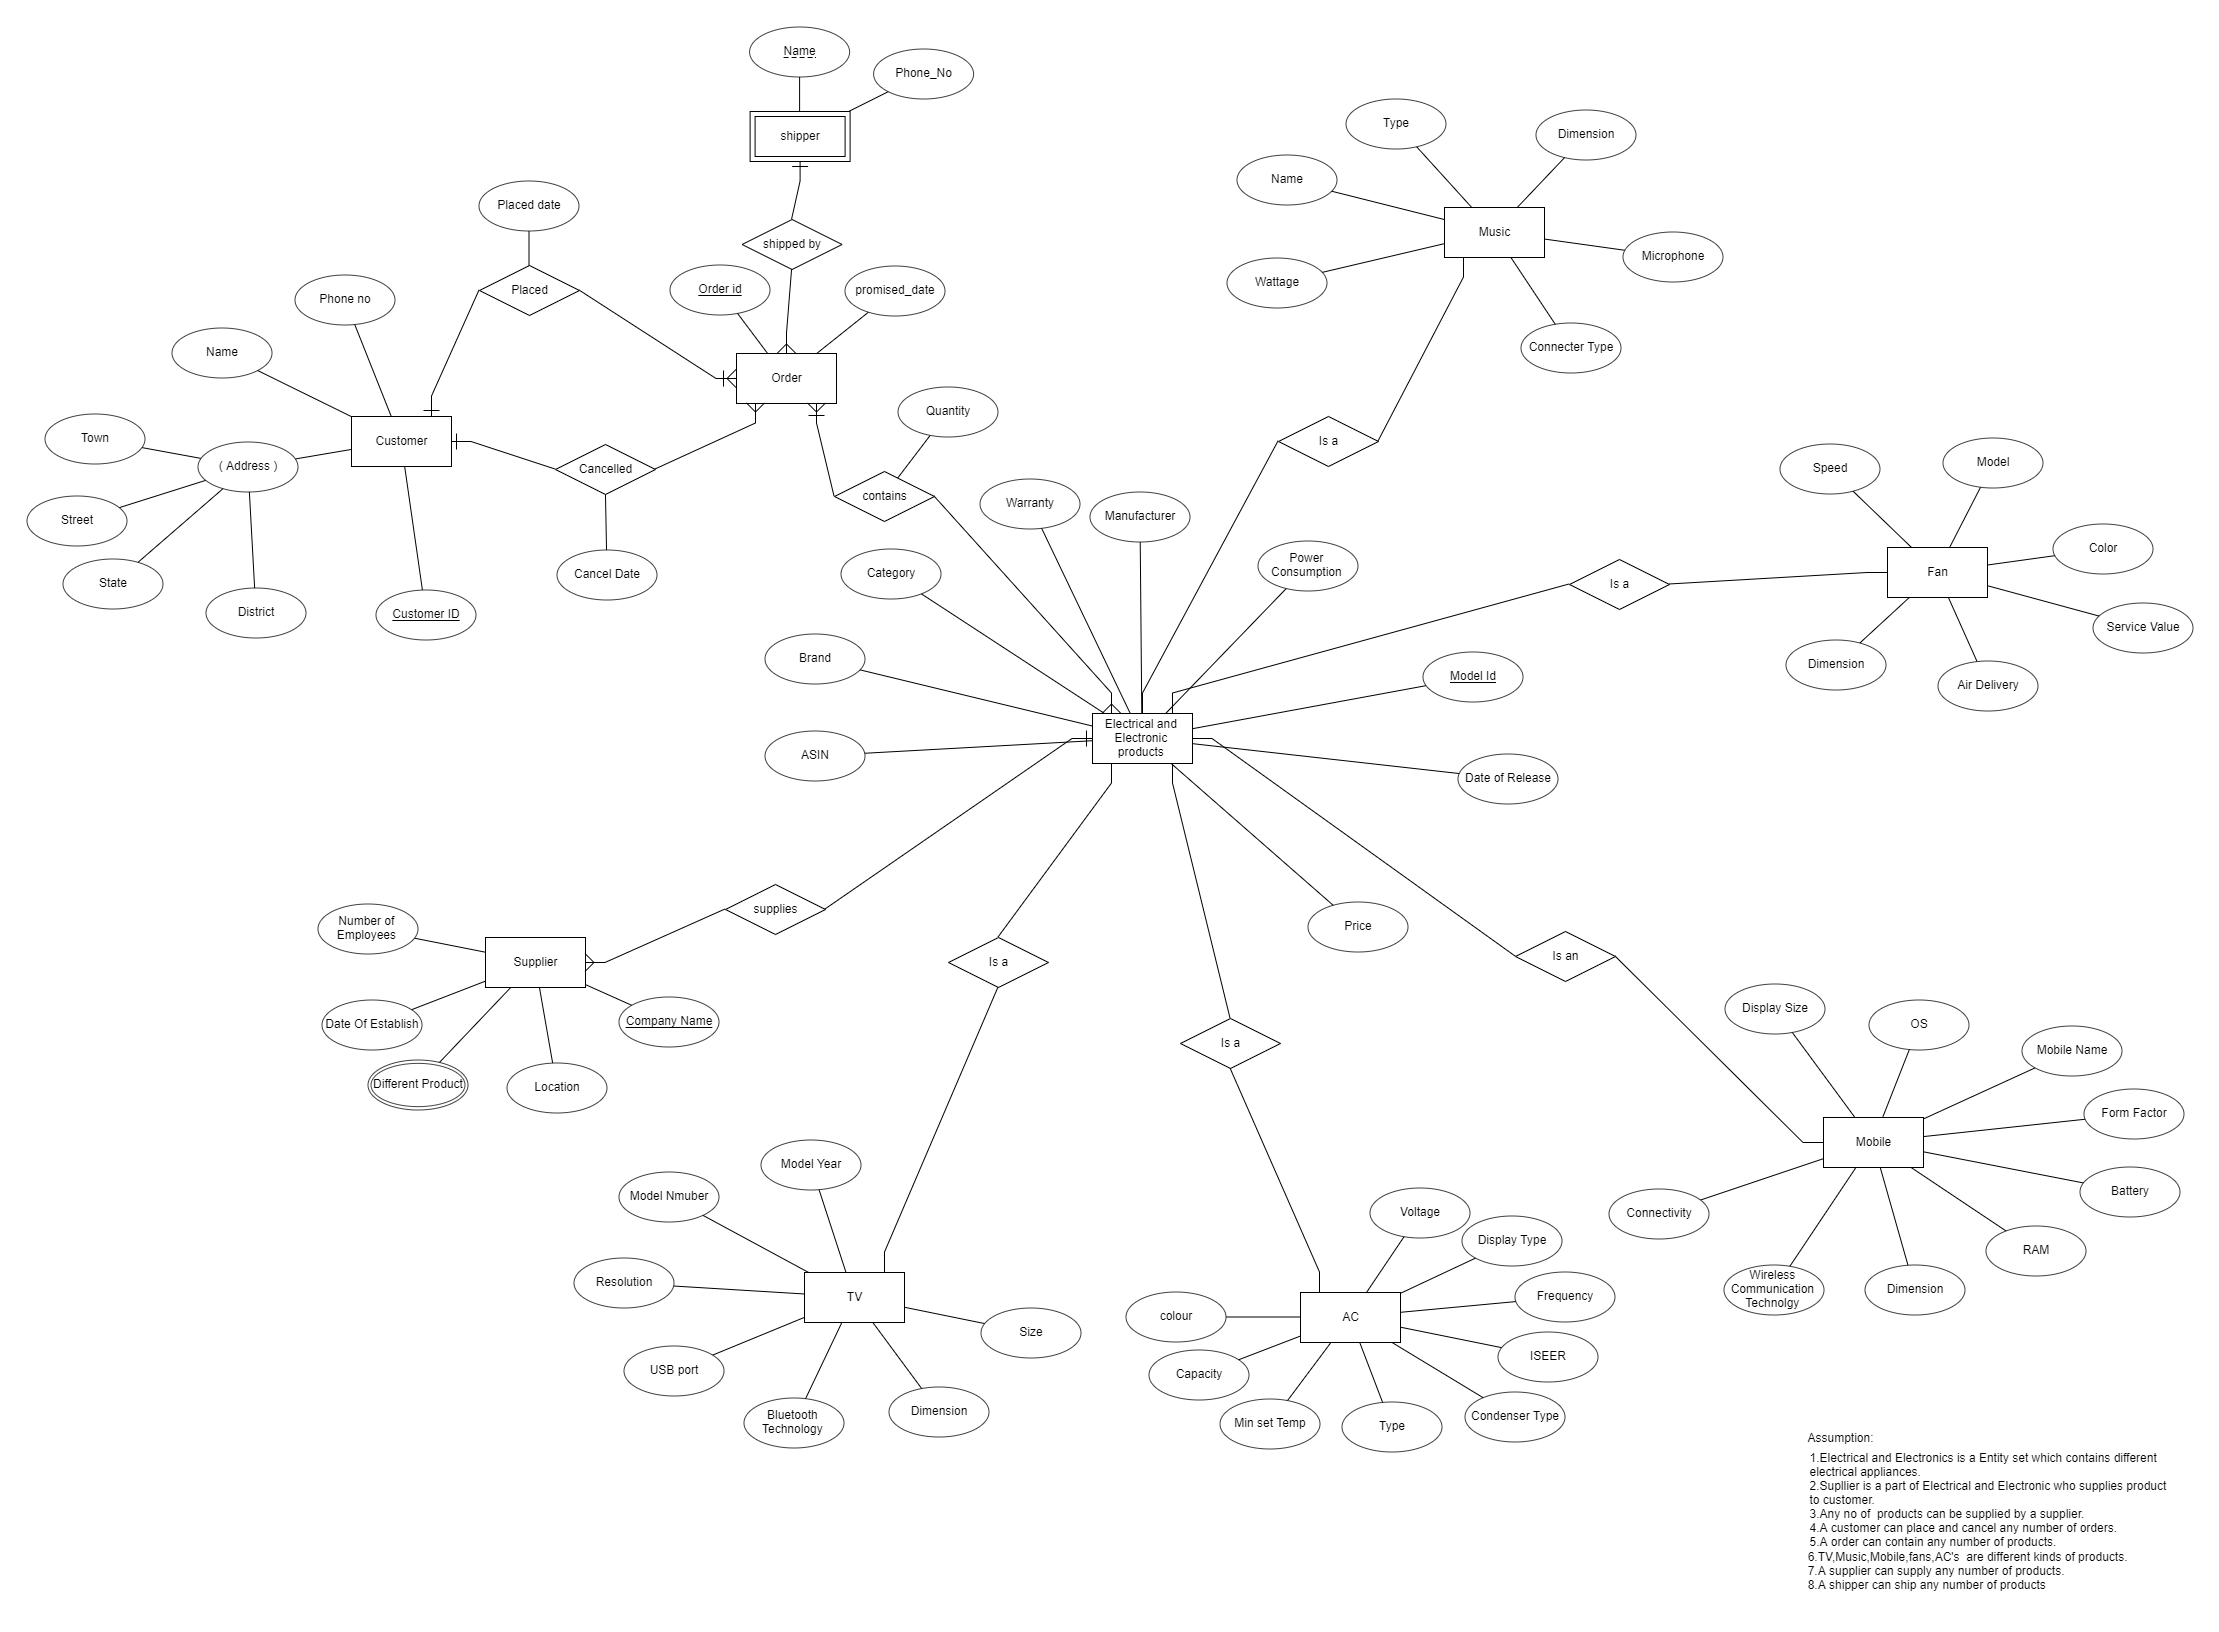 Name
Phone_No
shipper
Type
Dimension
Name
Placed date
Music
shipped by
Microphone
Wattage
Placed
Order id
promised_date
Phone no
Connecter Type
Name
Order
Quantity
Town
Customer
Is a
( Address )
Cancelled
Speed
Model
contains
Warranty
Manufacturer
Street
Color
Power
Consumption
State
Cancel Date
Category
Is a
Fan
District
Customer ID
Service Value
Brand
Dimension
Model Id
Air Delivery
Electrical and
Electronic
products
ASIN
Date of Release
supplies
Number of
Employees
Price
Supplier
Is a
Is an
Date Of Establish
Company Name
Display Size
OS
Is a
Mobile Name
Different Product
Location
Form Factor
Mobile
Model Year
Model Nmuber
Battery
Voltage
Connectivity
Display Type
RAM
Resolution
TV
Wireless
Communication
Technolgy
Dimension
Frequency
colour
AC
Size
ISEER
USB port
Capacity
Bluetooth
Technology
Dimension
Min set Temp
Type
Condenser Type
Assumption:
1.Electrical and Electronics is a Entity set which contains different
electrical appliances.
2.Supllier is a part of Electrical and Electronic who supplies product
to customer.
3.Any no of  products can be supplied by a supplier.
4.A customer can place and cancel any number of orders.
5.A order can contain any number of products.
6.TV,Music,Mobile,fans,AC's  are different kinds of products.
7.A supplier can supply any number of products.
8.A shipper can ship any number of products